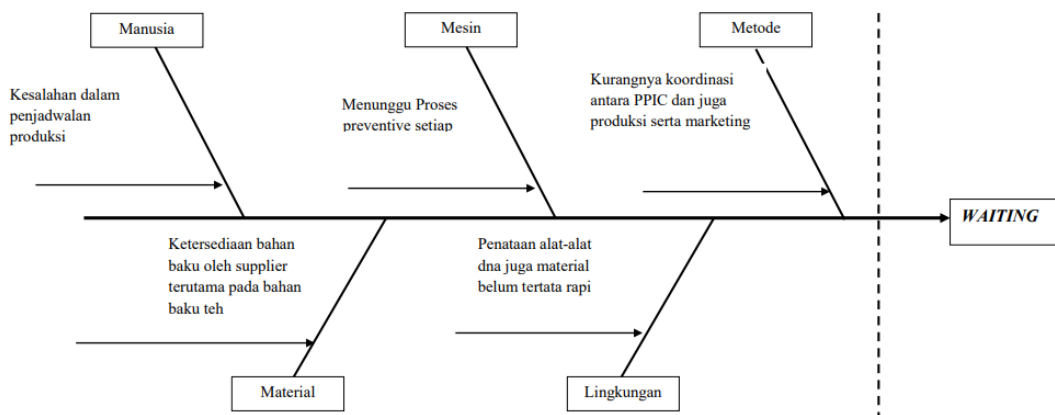 Manusia
Mesin
Metode
Kesalahan dalam
penjadwalan
produksi
Menunggu Proses
preventive setiap
Kurangnya koordinasi
antara PPIC dan juga
produksi serta marketing
WAITING
Ketersediaan bahan
baku oleh supplier
terutama pada bahan
baku teh
Penataan alat-alat
dna juga material
belum tertata rapi
Material
Lingkungan